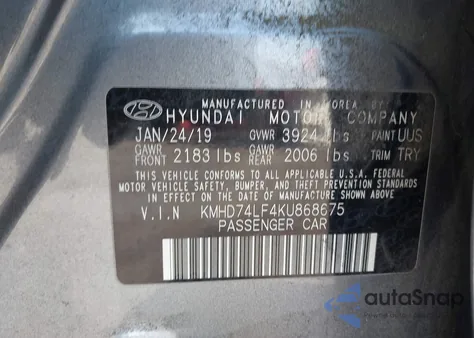 MANUFACTURED IN KOREA BY
HYUNDAI MOTOR COMPANY
JAN/24/19 GVWR 3924 lbs PAINT UUS
GAWR FRONT 2183 lbs GAWR REAR 2006 lbs TRIM TRY
THIS VEHICLE CONFORMS TO ALL U.S.A. FEDERAL
MOTOR VEHICLE SAFETY, BUMPER, AND THEFT
PREVENTION STANDARDS IN EFFECT ON THE DATE OF
MANUFACTURE SHOWN ABOVE.
V.I.N KMHD74LF4KU868675
PASSENGER CAR
autoSnap